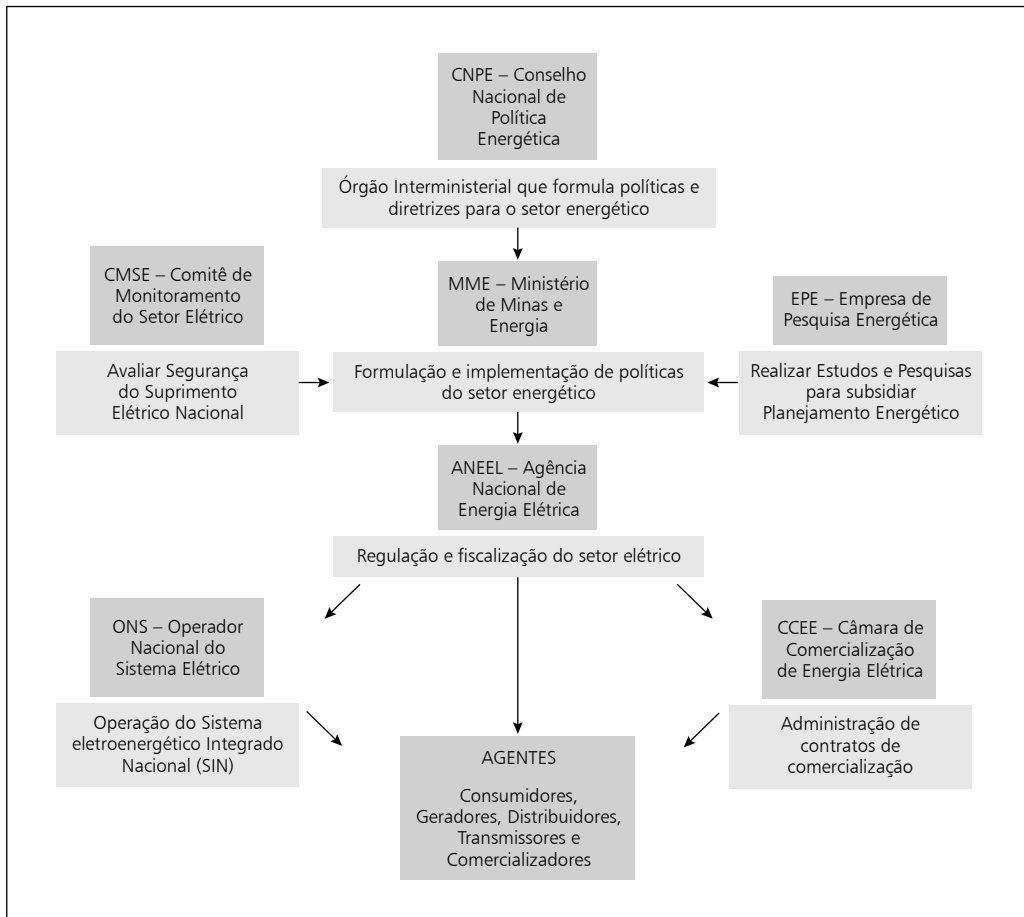 CNPE – Conselho
Nacional de
Política
Energética
Órgão Interministerial que formula políticas e
diretrizes para o setor energético
CMSE – Comitê de
Monitoramento
do Setor Elétrico
Avaliar Segurança
do Suprimento
Elétrico Nacional
MME – Ministério
de Minas e
Energia
Formulação e implementação de políticas
do setor energético
EPE – Empresa de
Pesquisa Energética
Realizar Estudos e Pesquisas
para subsidiar
Planejamento Energético
ANEEL – Agência
Nacional de
Energia Elétrica
Regulação e fiscalização do setor elétrico
ONS – Operador
Nacional do
Sistema Elétrico
Operação do Sistema
eletroenergético Integrado
Nacional (SIN)
CCEE – Câmara de
Comercialização
de Energia Elétrica
Administração de
contratos de
comercialização
AGENTES
Consumidores,
Geradores, Distribuidores,
Transmissores e
Comercializadores